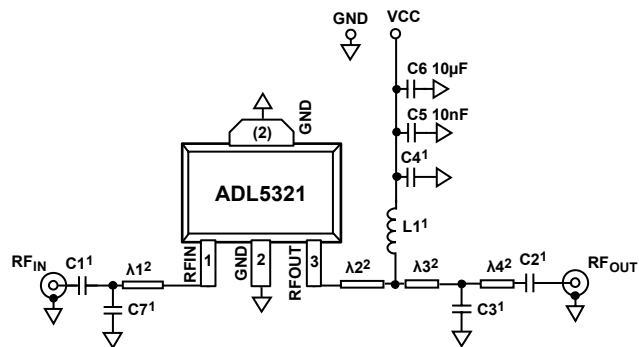 GND VCC
C6 10µF
C5 10nF
C4¹
L1¹
(2)
GND
ADL5321
RFIN
1
GND
2
RFOUT
3
RF_IN
C1¹
λ1²
C7¹
λ2²
λ3²
C3¹
λ4²
C2¹
RF_OUT